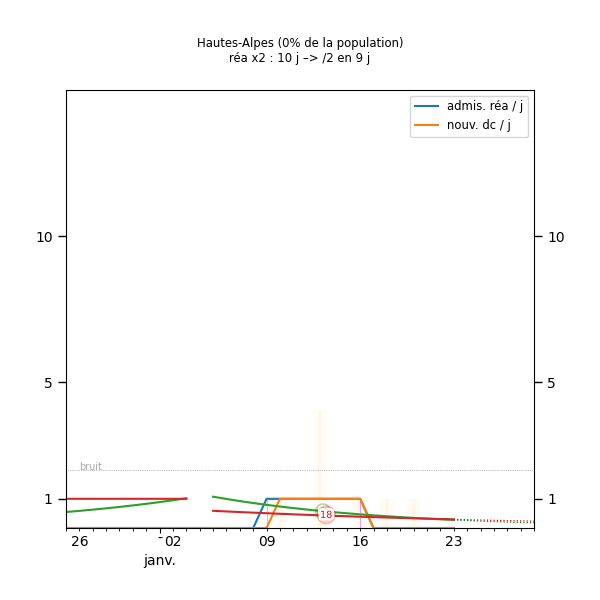 Hautes-Alpes (0% de la population)
réa x2 : 10 j –> /2 en 9 j
admis. réa / j
nouv. dc / j
10 10
5 5
bruit
1 1
18
26 02 09 16 23
janv.